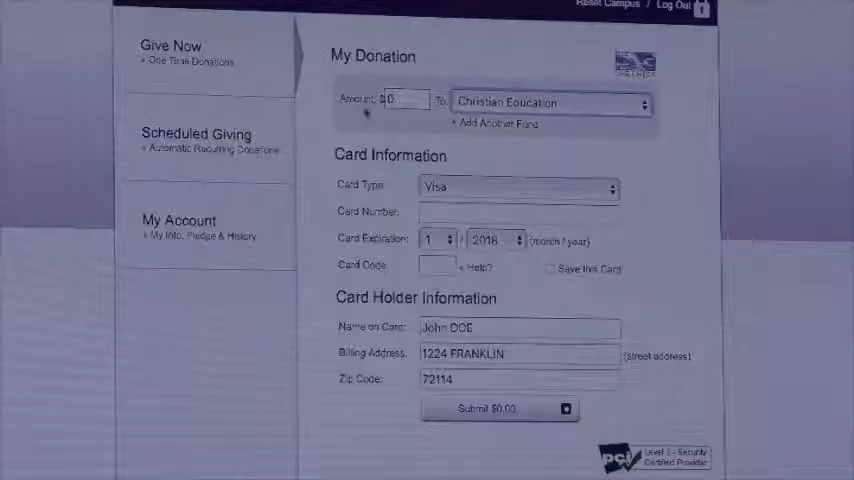 Reset Campus / Log Out
Give Now
» One Time Donations
Scheduled Giving
» Automatic Recurring Donations
My Account
» My Info, Pledge & History
My Donation
Amount: $0. To: Christian Education
+ Add Another Fund
Card Information
Card Type: Visa
Card Number:
Card Expiration: 1 / 2018 (month / year)
Card Code: « Help? Save this Card
Card Holder Information
Name on Card: John DOE
Billing Address: 1224 FRANKLIN (street address)
Zip Code: 72114
Submit $0.00
pci Level 1 - Security
Certified Provider